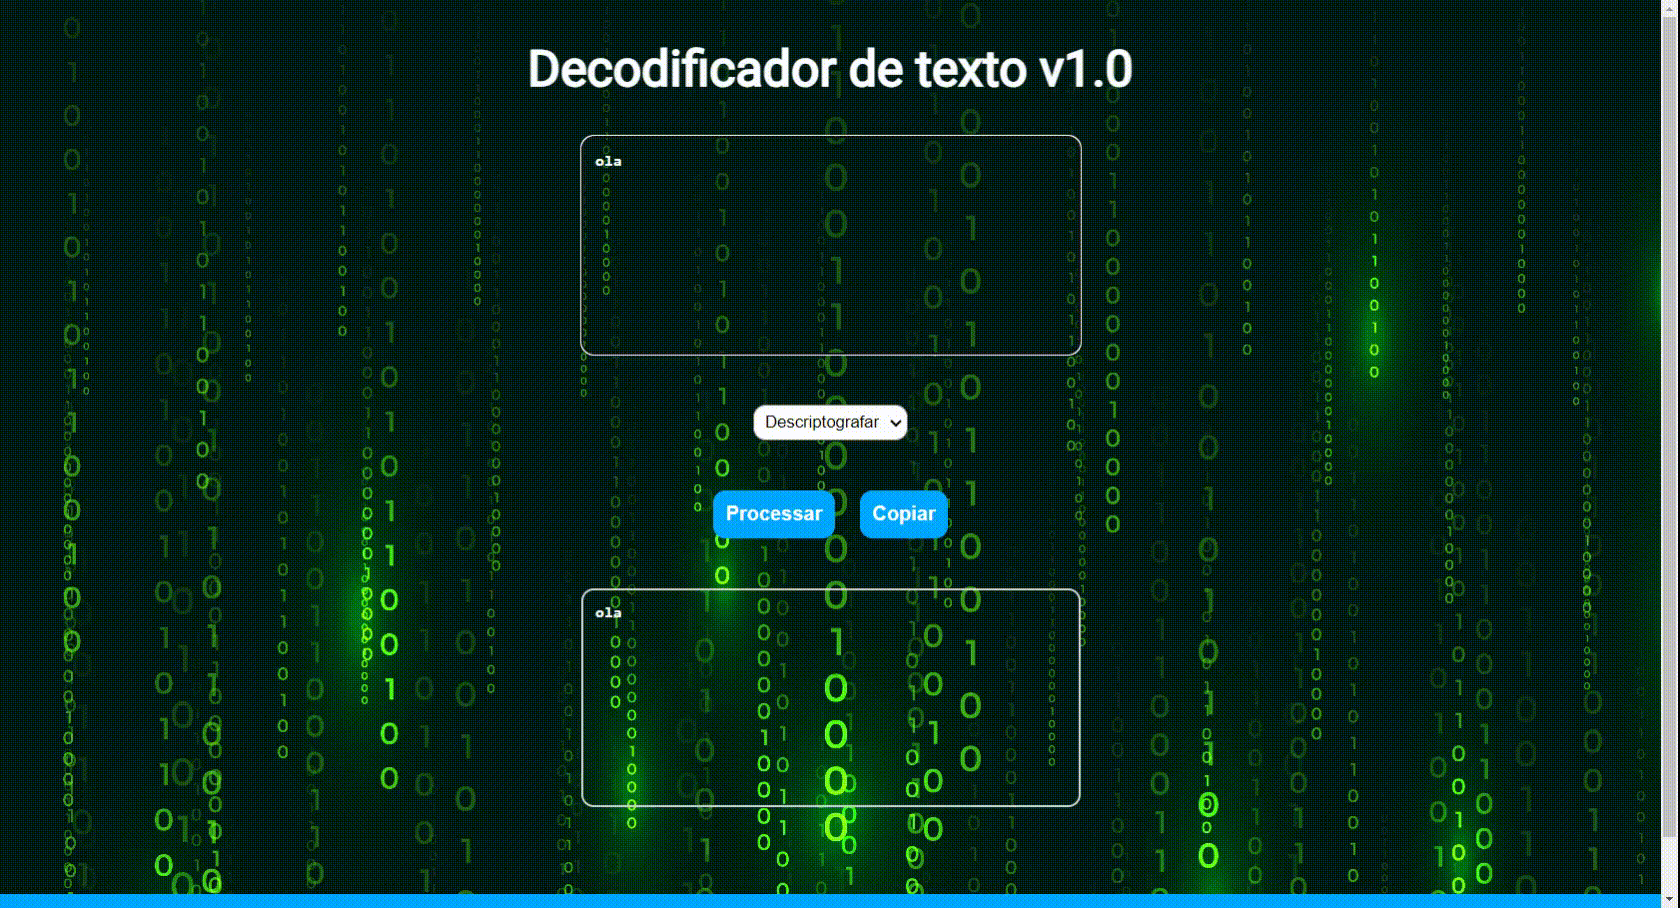 Decodificador de texto v1.0
ola
Descriptografar
Processar Copiar
ola